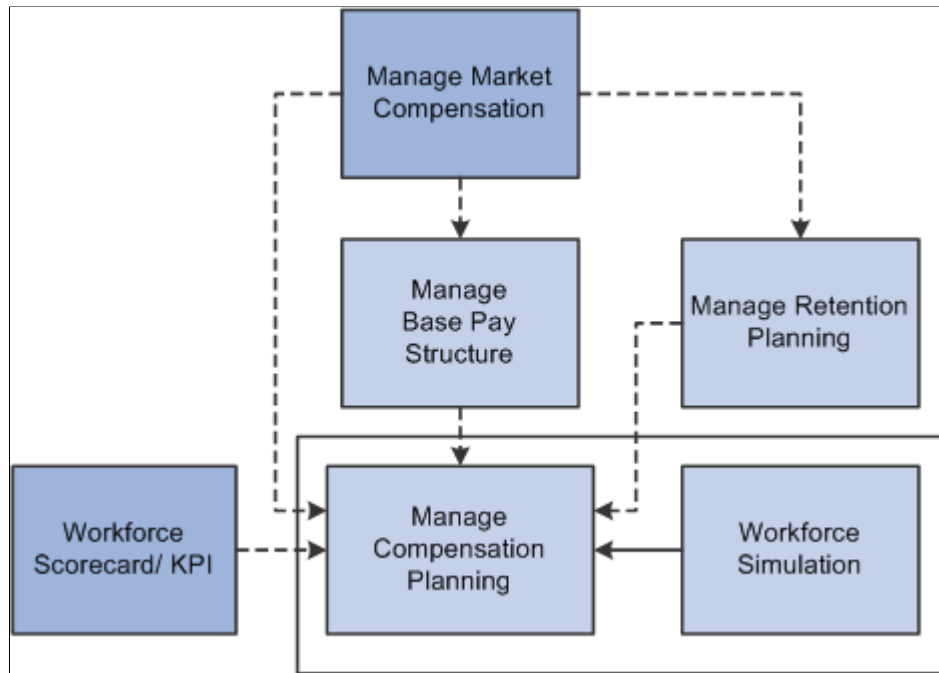 Manage Market
Compensation
Manage
Base Pay
Structure
Manage Retention
Planning
Workforce
Scorecard/ KPI
Manage
Compensation
Planning
Workforce
Simulation